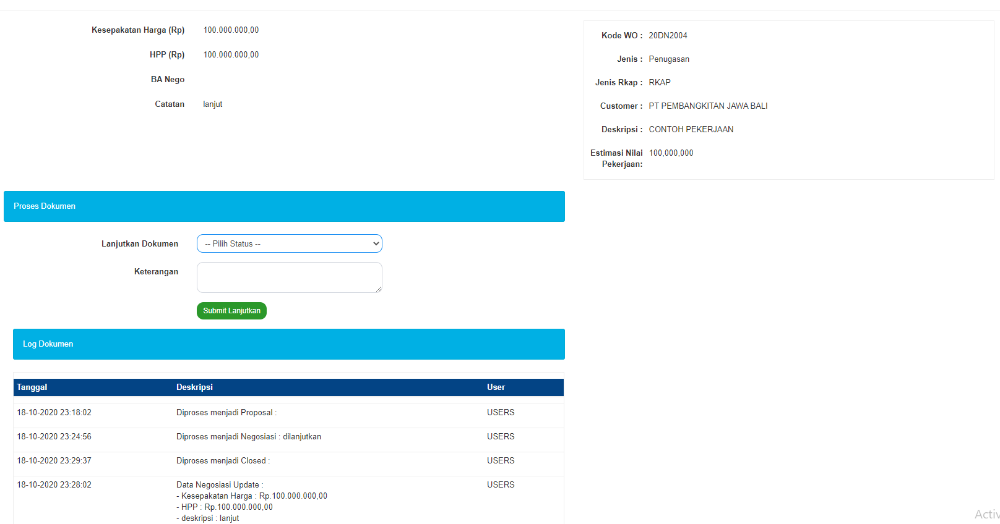 Kesepakatan Harga (Rp) 100.000.000,00
HPP (Rp) 100.000.000,00
BA Nego
Catatan lanjut
Kode WO : 20DN2004
Jenis : Penugasan
Jenis Rkap : RKAP
Customer : PT PEMBANGKITAN JAWA BALI
Deskripsi : CONTOH PEKERJAAN
Estimasi Nilai 100,000,000
Pekerjaan:
Proses Dokumen
Lanjutkan Dokumen -- Pilih Status --
Keterangan
Submit Lanjutkan
Log Dokumen
Tanggal Deskripsi User
18-10-2020 23:18:02 Diproses menjadi Proposal : USERS
18-10-2020 23:24:56 Diproses menjadi Negosiasi : dilanjutkan USERS
18-10-2020 23:29:37 Diproses menjadi Closed : USERS
18-10-2020 23:28:02 Data Negosiasi Update : USERS
- Kesepakatan Harga : Rp.100.000.000,00
- HPP : Rp.100.000.000,00
- deskripsi : lanjut
Activ